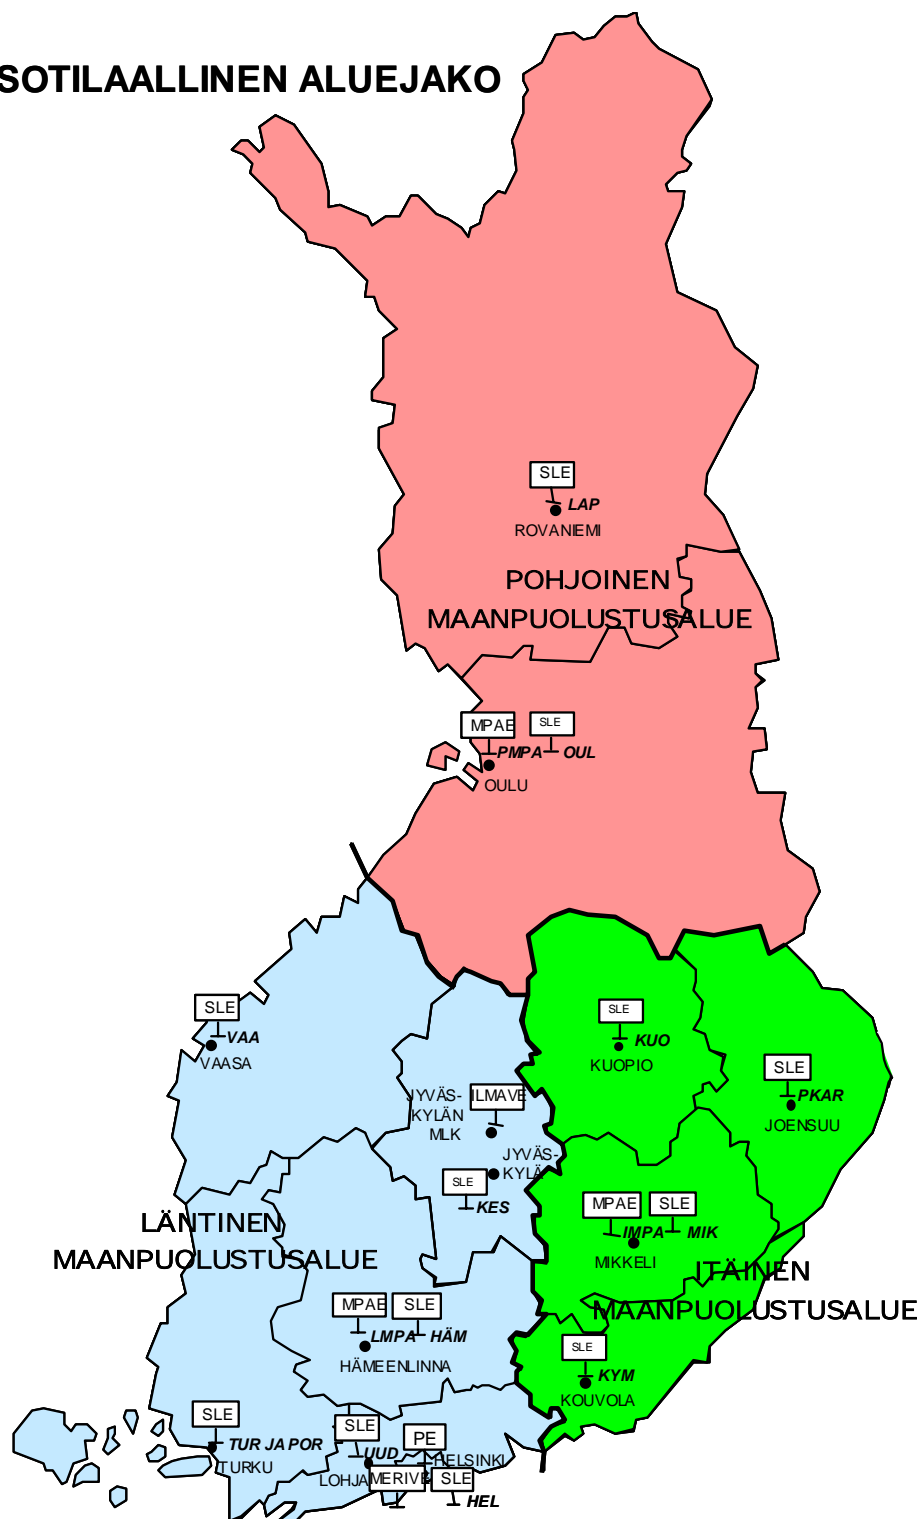 SOTILAALLINEN ALUEJAKO
SLE
LAP
ROVANIEMI
POHJOINEN
MAANPUOLUSTUSALUE
MPAE
SLE
PMPA
OUL
OULU
SLE
VAA
VAASA
SLE
KUO
KUOPIO
SLE
PKAR
JOENSUU
JYVÄS-
KYLÄN
MLK
ILMAVE
JYVÄS-
KYLÄ
SLE
KES
MPAE
SLE
IMPA
MIK
MIKKELI
LÄNTINEN
MAANPUOLUSTUSALUE
ITÄINEN
MAANPUOLUSTUSALUE
MPAE
SLE
LMPA
HÄM
HÄMEENLINNA
SLE
KYM
KOUVOLA
SLE
TUR JA POR
TURKU
SLE
UUD
LOHJA
PE
HELSINKI
MERIVE
SLE
HEL